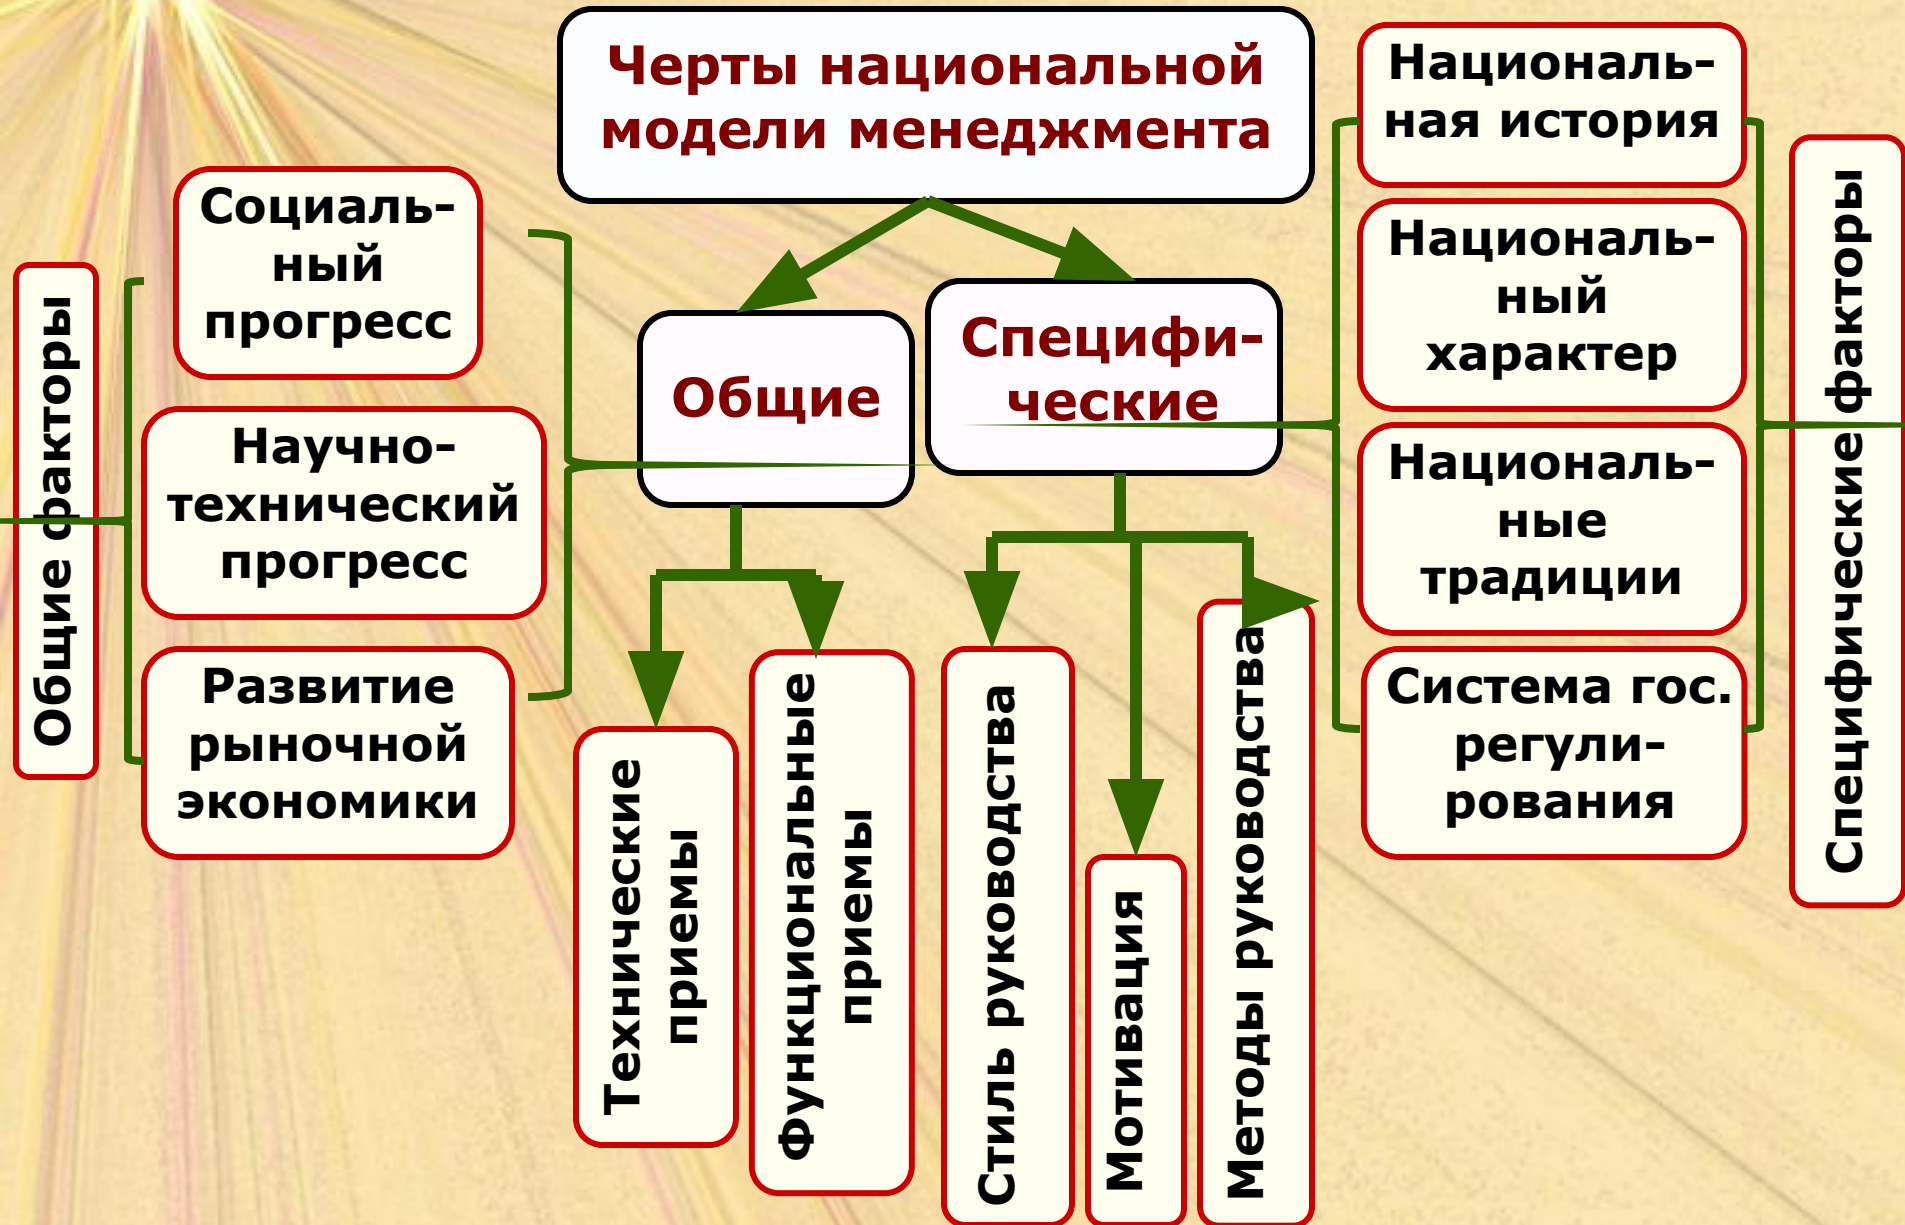 Черты национальной
модели менеджмента
Общие факторы
Социаль-
ный
прогресс
Научно-
технический
прогресс
Развитие
рыночной
экономики
Общие
Технические
приемы
Функциональные
приемы
Специфи-
ческие
Стиль руководства
Мотивация
Методы руководства
Националь-
ная история
Националь-
ный
характер
Националь-
ные
традиции
Система гос.
регули-
рования
Специфические факторы